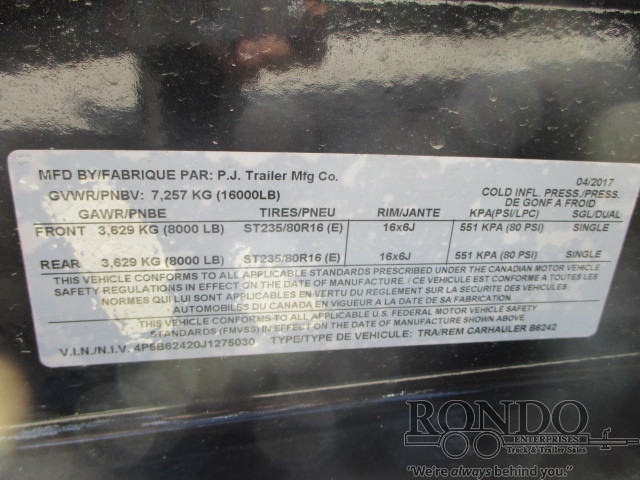 MFD BY/FABRIQUE PAR: P.J. Trailer Mfg Co. 04/2017
GVWR/PNBV: 7,257 KG (16000LB) COLD INFL. PRESS./PRESS.
DE GONF A FROID
GAWR/PNBE TIRES/PNEU RIM/JANTE KPA(PSI/LPC) SGL/DUAL
FRONT 3,629 KG (8000 LB) ST235/80R16 (E) 16x6J 551 KPA (80 PSI) SINGLE
REAR 3,629 KG (8000 LB) ST235/80R16 (E) 16x6J 551 KPA (80 PSI) SINGLE
THIS VEHICLE CONFORMS TO ALL APPLICABLE STANDARDS PRESCRIBED UNDER THE CANADIAN MOTOR VEHICLE
SAFETY REGULATIONS IN EFFECT ON THE DATE OF MANUFACTURE. / CE VEHICULE EST CONFORME A TOUTES LES
NORMES QUI LUI SONT APPLICABLES EN VERTU DU REGLEMENT SUR LA SECURITE DES VEHICULES
AUTOMOBILES DU CANADA EN VIGUEUR A LA DATE DE SA FABRICATION.
THIS VEHICLE CONFORMS TO ALL APPLICABLE U.S. FEDERAL MOTOR VEHICLE SAFETY
STANDARDS (FMVSS) IN EFFECT ON THE DATE OF MANUFACTURE SHOWN ABOVE.
V.I.N./N.I.V. 4P5B62420J1275030 TYPE/TYPE DE VEHICULE: TRA/REM CARHAULER B6242
RONDO
ENTERPRISES
Truck & Trailer Sales
"We're always behind you."